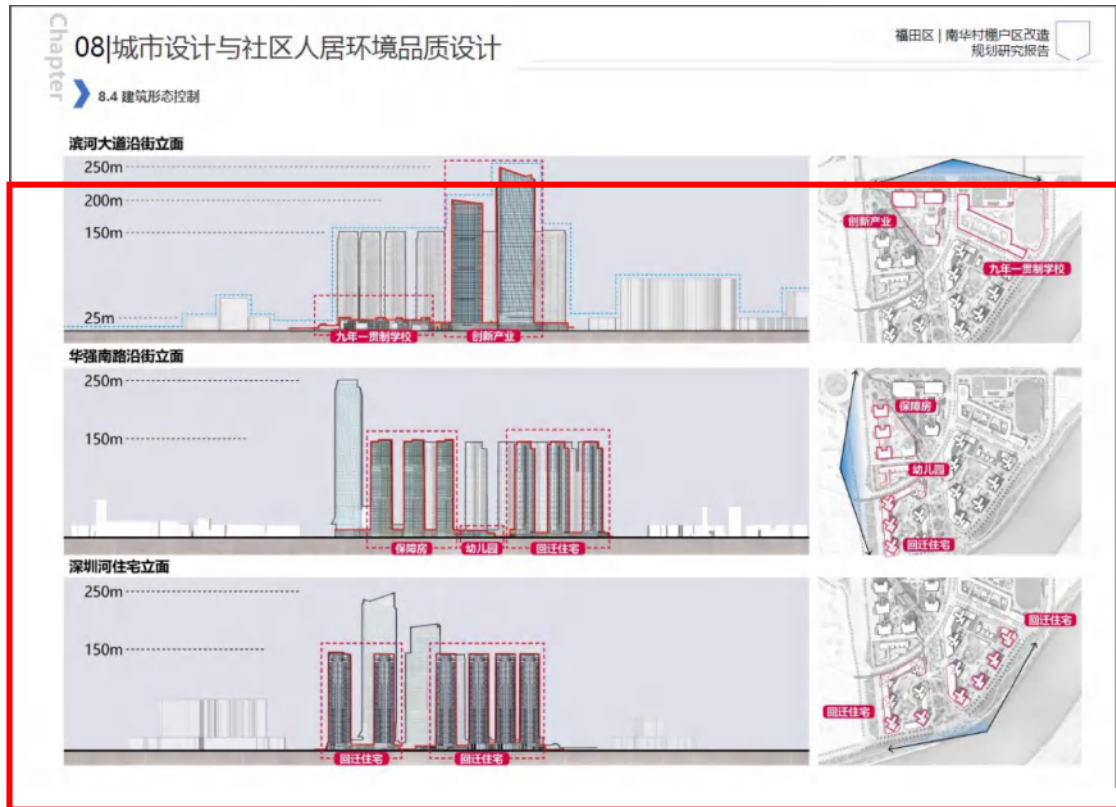 Chapter
08|城市设计与社区人居环境品质设计
福田区 | 南华村棚户区改造
规划研究报告
8.4 建筑形态控制
滨河大道沿街立面
250m
200m
150m
25m
九年一贯制学校
创新产业
创新产业
九年一贯制学校
华强南路沿街立面
250m
150m
保障房
幼儿园
回迁住宅
保障房
幼儿园
回迁住宅
深圳河住宅立面
250m
150m
回迁住宅
回迁住宅
回迁住宅
回迁住宅